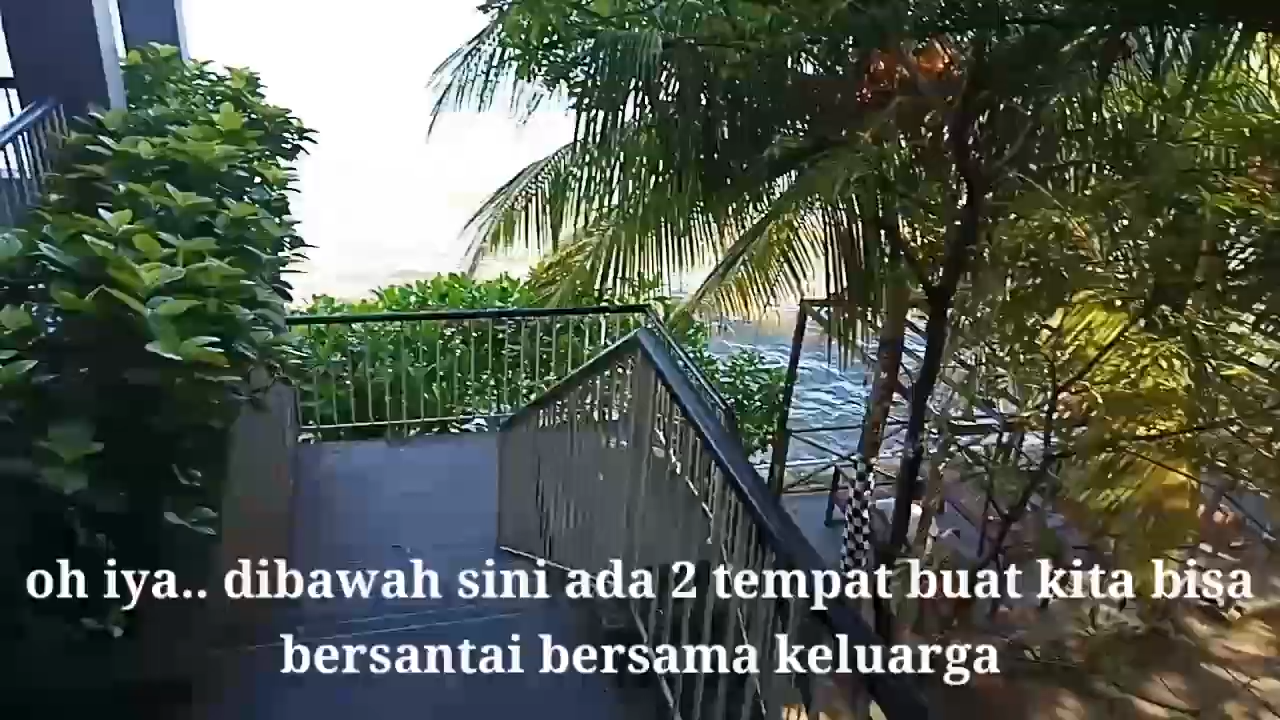 oh iya.. dibawah sini ada 2 tempat buat kita bisa
bersantai bersama keluarga